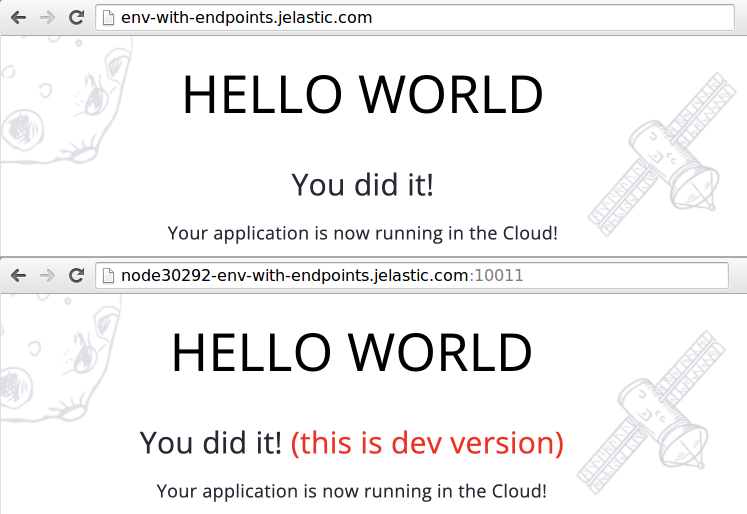 env-with-endpoints.jelastic.com
HELLO WORLD
You did it!
Your application is now running in the Cloud!
node30292-env-with-endpoints.jelastic.com:10011
HELLO WORLD
You did it! (this is dev version)
Your application is now running in the Cloud!